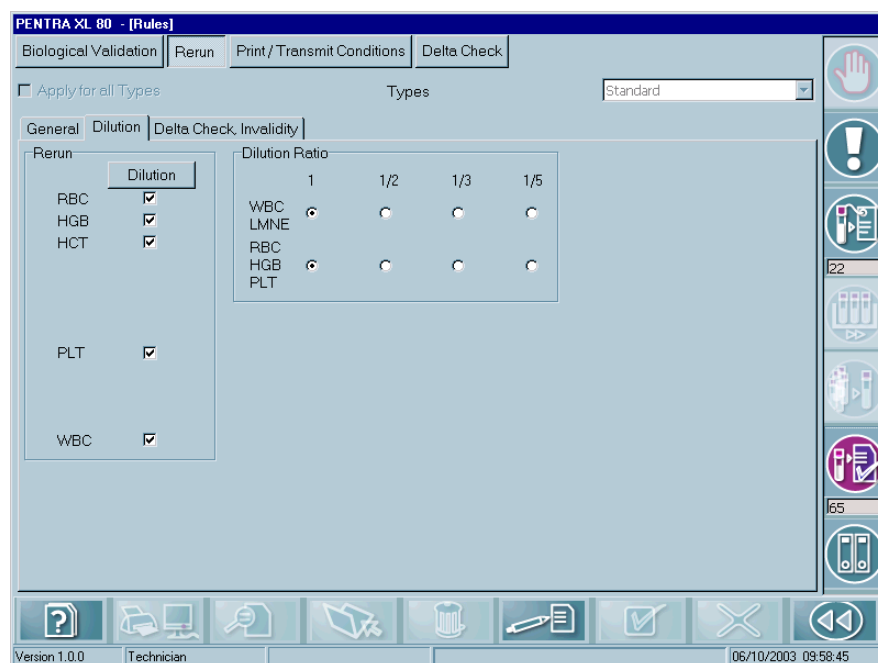 PENTRA XL 80 - [Rules]
Biological Validation Rerun Print / Transmit Conditions Delta Check
Apply for all Types Types Standard
General Dilution Delta Check, Invalidity
Rerun Dilution Ratio
Dilution 1 1/2 1/3 1/5
RBC
HGB
HCT
PLT
WBC
WBC
LMNE
RBC
HGB
PLT
22
65
Version 1.0.0 Technician 06/10/2003 09:58:45